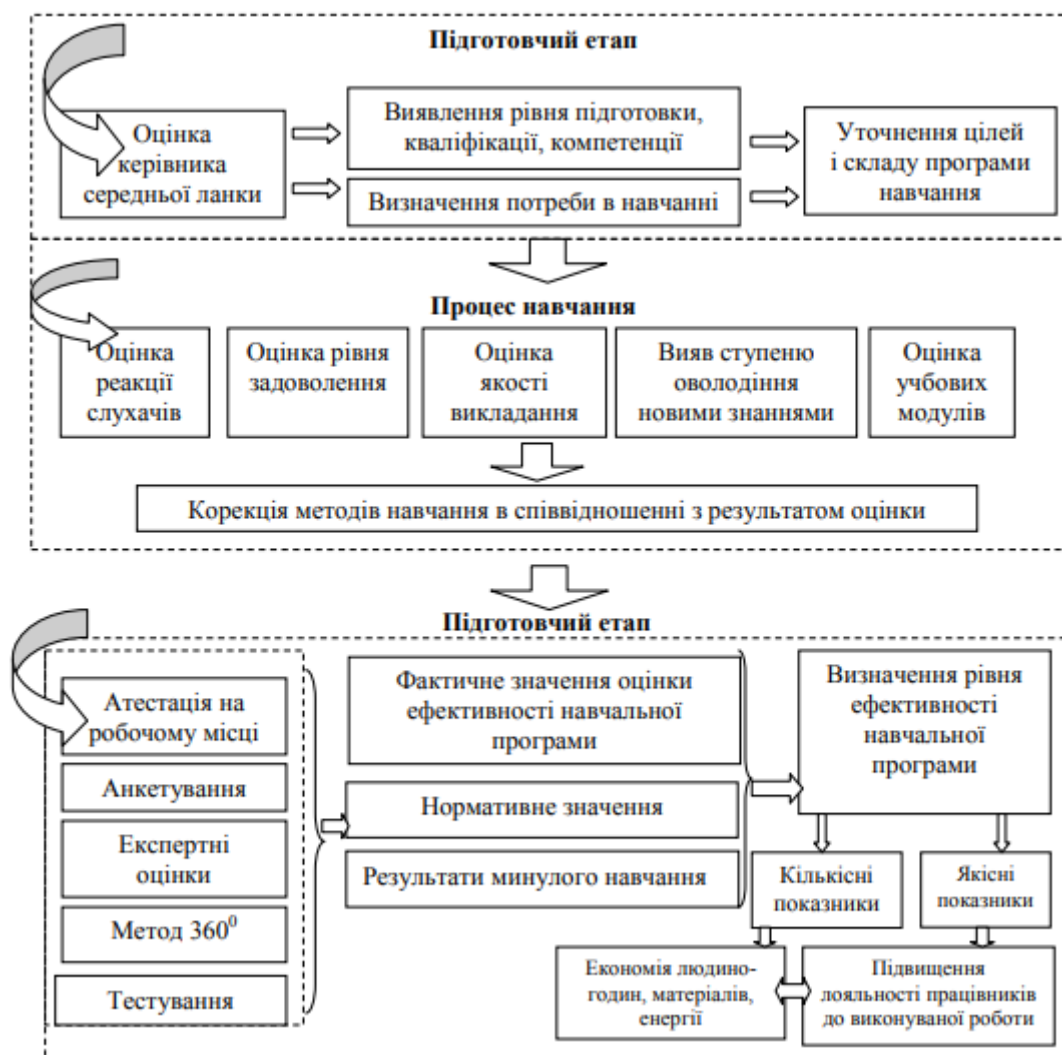 Підготовчий етап
Оцінка
керівника
середньої ланки
Виявлення рівня підготовки,
кваліфікації, компетенції
Визначення потреби в навчанні
Уточнення цілей
і складу програми
навчання
Процес навчання
Оцінка
реакції
слухачів
Оцінка рівня
задоволення
Оцінка
якості
викладання
Вияв ступеню
оволодіння
новими знаннями
Оцінка
учбових
модулів
Корекція методів навчання в співвідношенні з результатом оцінки
Підготовчий етап
Атестація на
робочому місці
Анкетування
Експертні
оцінки
Метод 360⁰
Тестування
Фактичне значення оцінки
ефективності навчальної
програми
Нормативне значення
Результати минулого навчання
Визначення рівня
ефективності
навчальної
програми
Кількісні
показники
Якісні
показники
Економія людино-
годин, матеріалів,
енергії
Підвищення
лояльності працівників
до виконуваної роботи